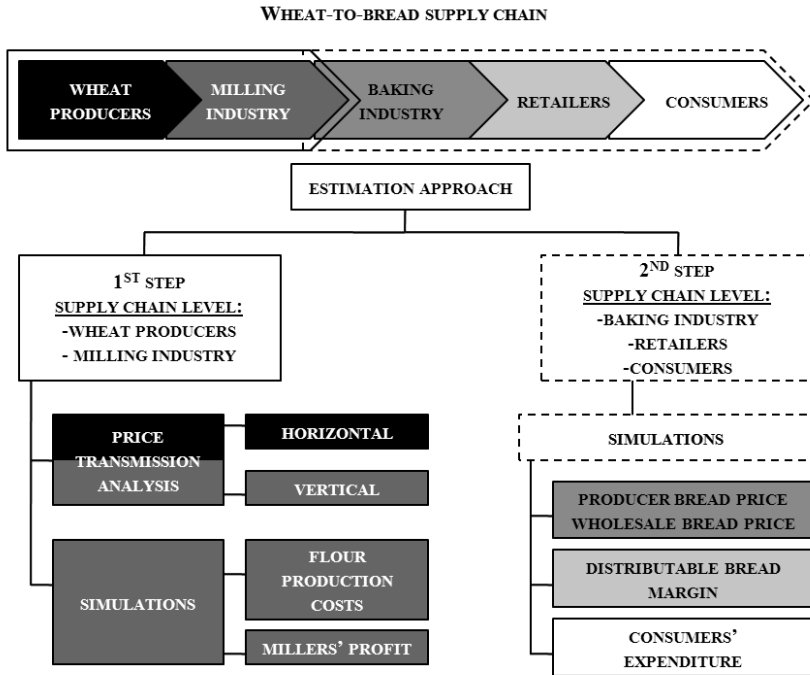 WHEAT-TO-BREAD SUPPLY CHAIN
WHEAT
PRODUCERS
MILLING
INDUSTRY
BAKING
INDUSTRY
RETAILERS
CONSUMERS
ESTIMATION APPROACH
1ST STEP
SUPPLY CHAIN LEVEL:
-WHEAT PRODUCERS
- MILLING INDUSTRY
PRICE
TRANSMISSION
ANALYSIS
HORIZONTAL
VERTICAL
SIMULATIONS
FLOUR
PRODUCTION
COSTS
MILLERS' PROFIT
2ND STEP
SUPPLY CHAIN LEVEL:
-BAKING INDUSTRY
-RETAILERS
-CONSUMERS
SIMULATIONS
PRODUCER BREAD PRICE
WHOLESALE BREAD PRICE
DISTRIBUTABLE BREAD
MARGIN
CONSUMERS'
EXPENDITURE